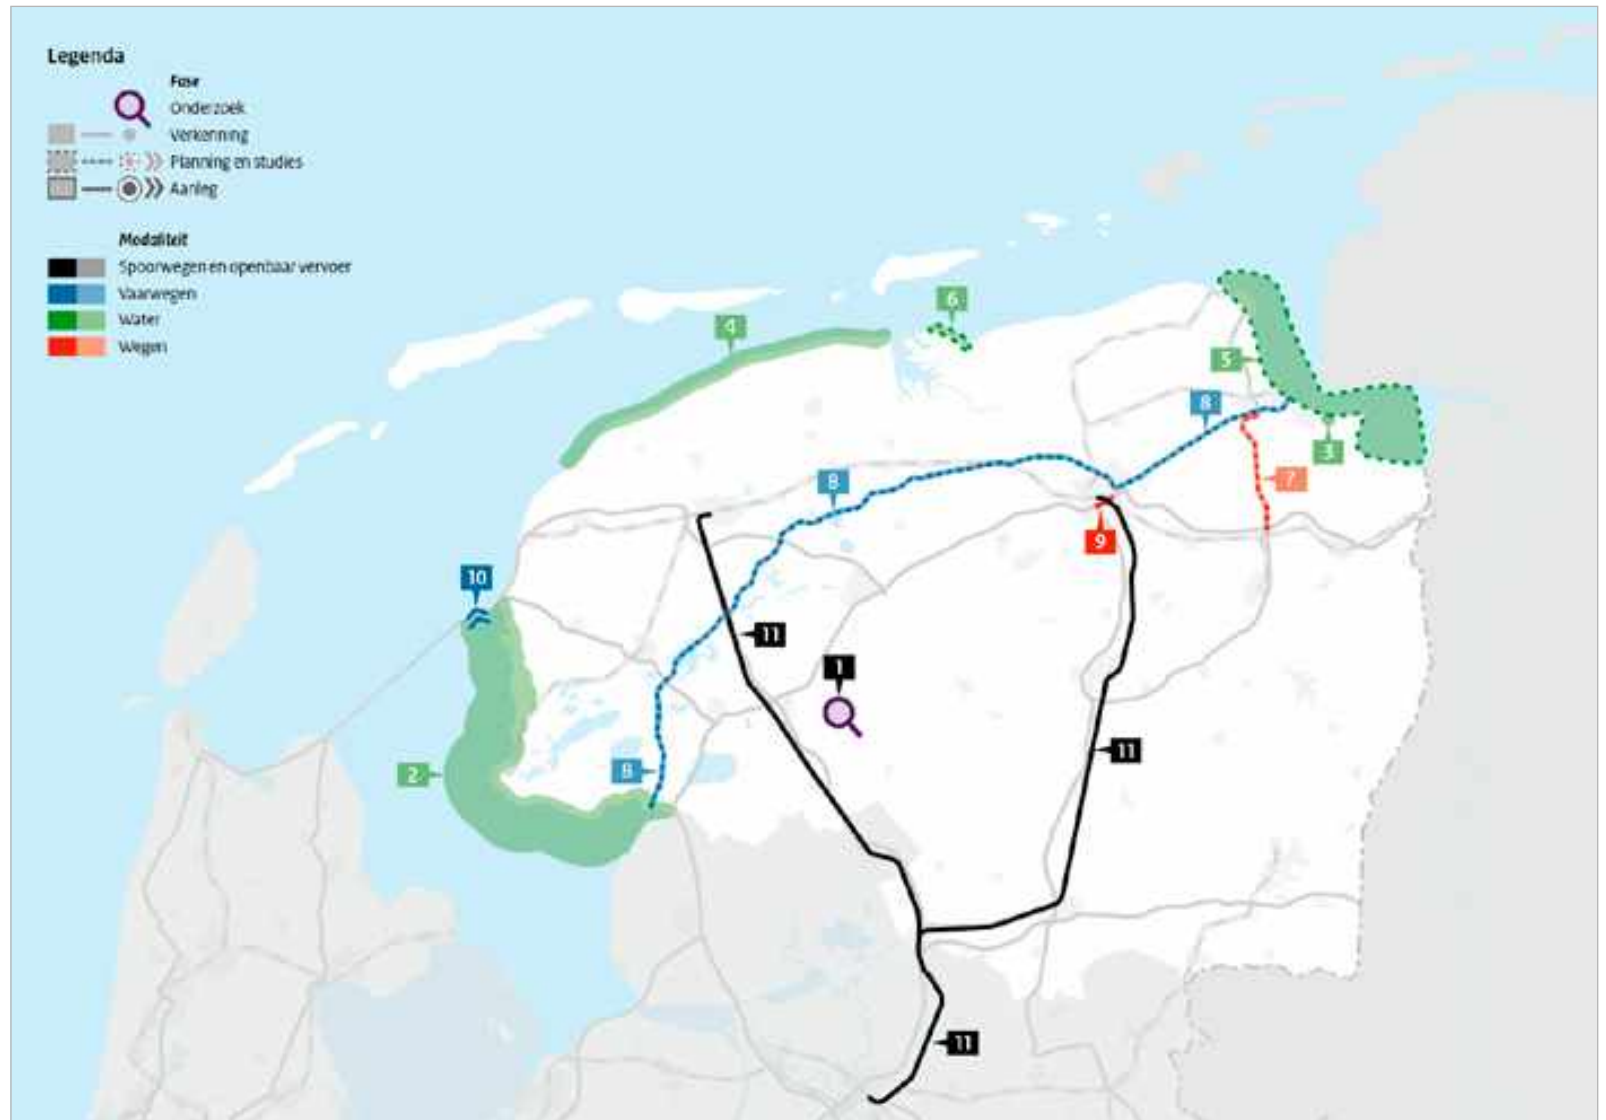 Legenda
Fase
Onderzoek
Verkenning
Planning en studies
Aanleg
Modaliteit
Spoorwegen en openbaar vervoer
Vaarwegen
Water
Wegen
6
4
5
8
3
8
7
9
10
11
1
11
2
8
11